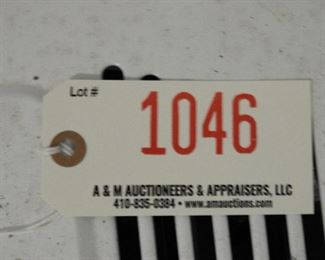 Lot #
1046
A & M AUCTIONEERS & APPRAISERS, LLC
410-835-0384 • www.amauctions.com